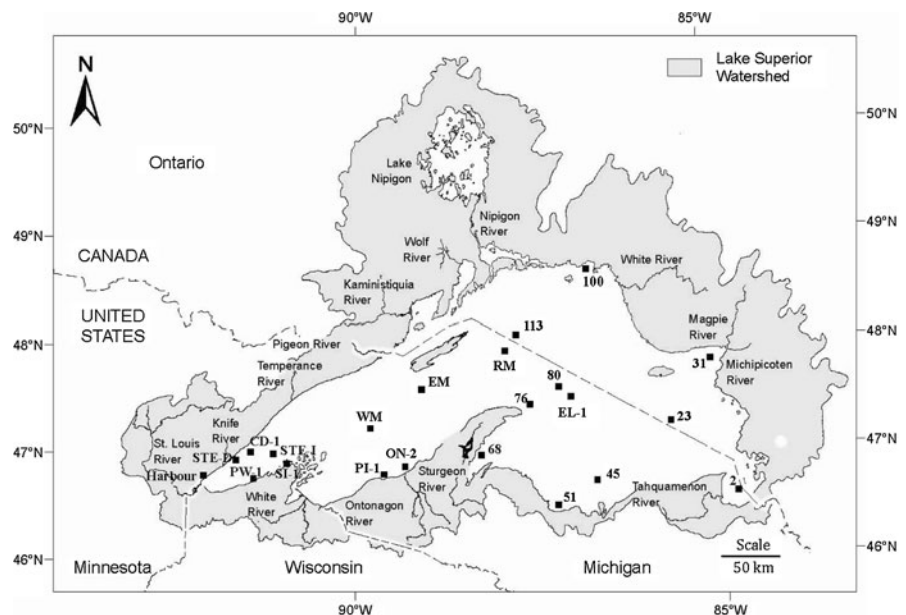 90°W
85°W
N
Lake Superior
Watershed
50°N
50°N
Ontario
Lake
Nipigon
Nipigon
River
49°N
49°N
Wolf
River
White River
CANADA
Kaministiquia
River
100
UNITED
STATES
Magpie
River
48°N
48°N
Pigeon River
113
Temperance
River
RM
31
Michipicoten
River
EM
80
76
EL-1
23
WM
Knife
River
St. Louis
River
CD-1
STE-1
STE-D
47°N
47°N
ON-2
68
Harbour
PW-1
SI-1
PI-1
Sturgeon
River
45
Tahquamenon
River
2
White
River
Ontonagon
River
51
46°N
46°N
Minnesota
Wisconsin
Michigan
Scale
50 km
90°W
85°W